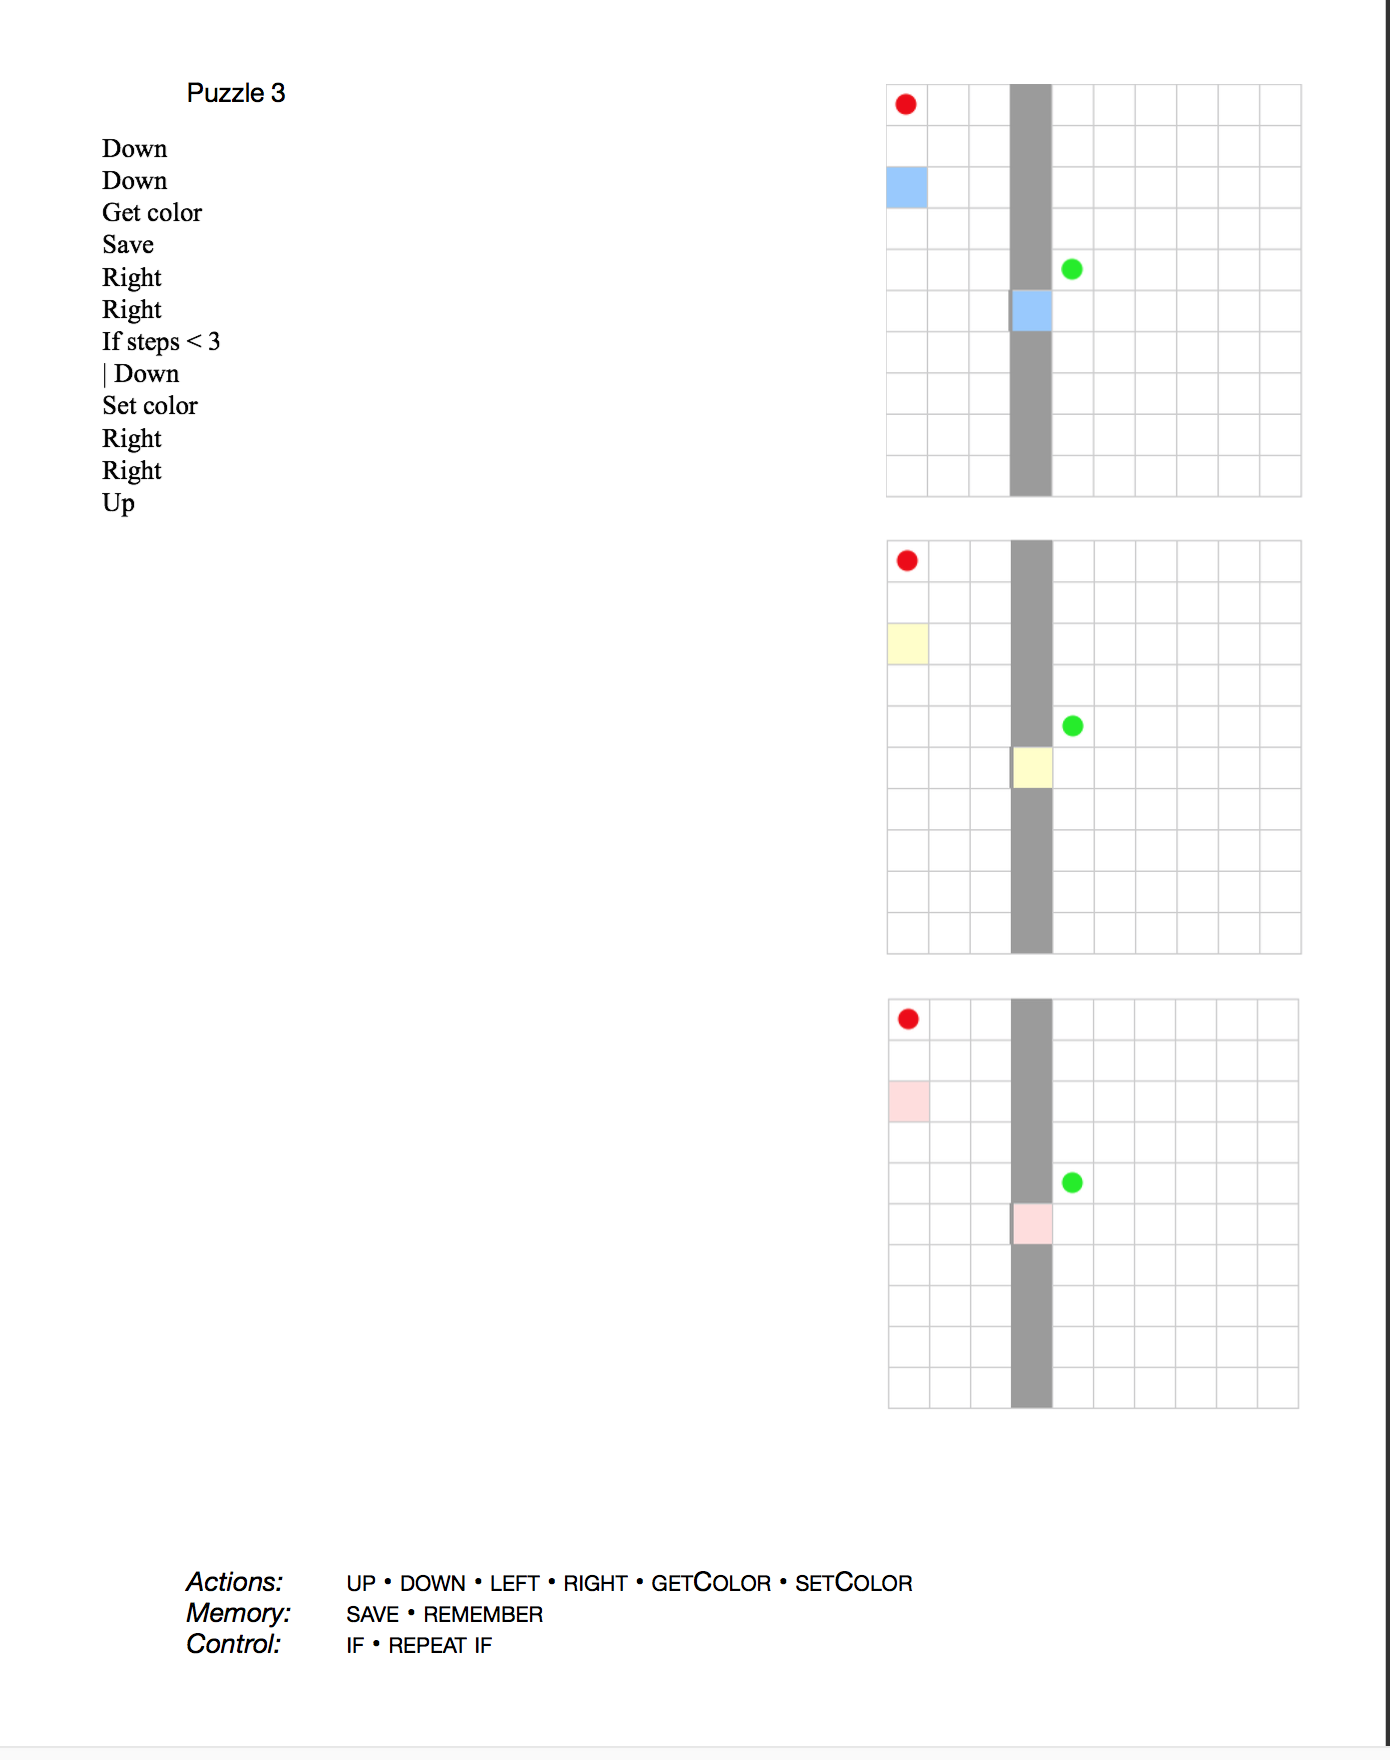 Puzzle 3
Down
Down
Get color
Save
Right
Right
If steps < 3
| Down
Set color
Right
Right
Up
Actions: UP • DOWN • LEFT • RIGHT • GETCOLOR • SETCOLOR
Memory: SAVE • REMEMBER
Control: IF • REPEAT IF